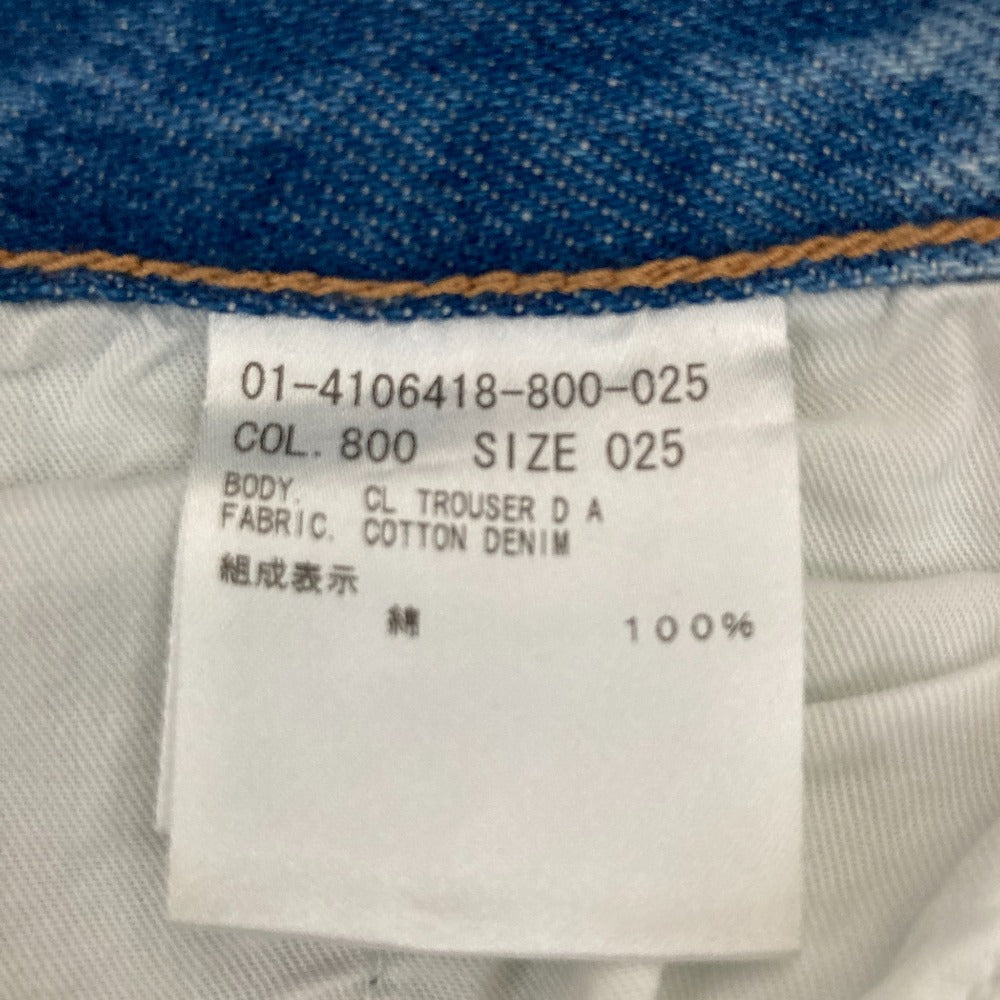 01-4106418-800-025
COL. 800 SIZE 025
BODY. CL TROUSER D A
FABRIC. COTTON DENIM
組成表示
綿 100%